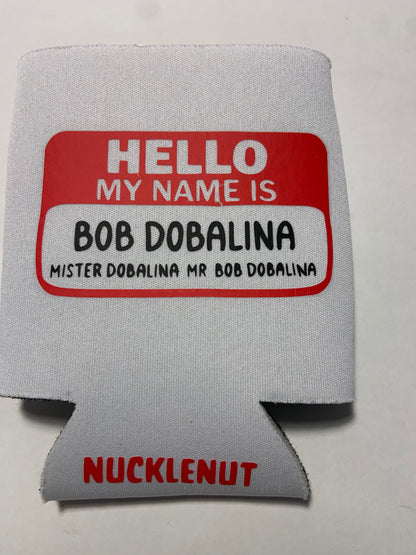 HELLO
MY NAME IS
BOB DOBALINA
MISTER DOBALINA MR BOB DOBALINA
NUCKLENUT